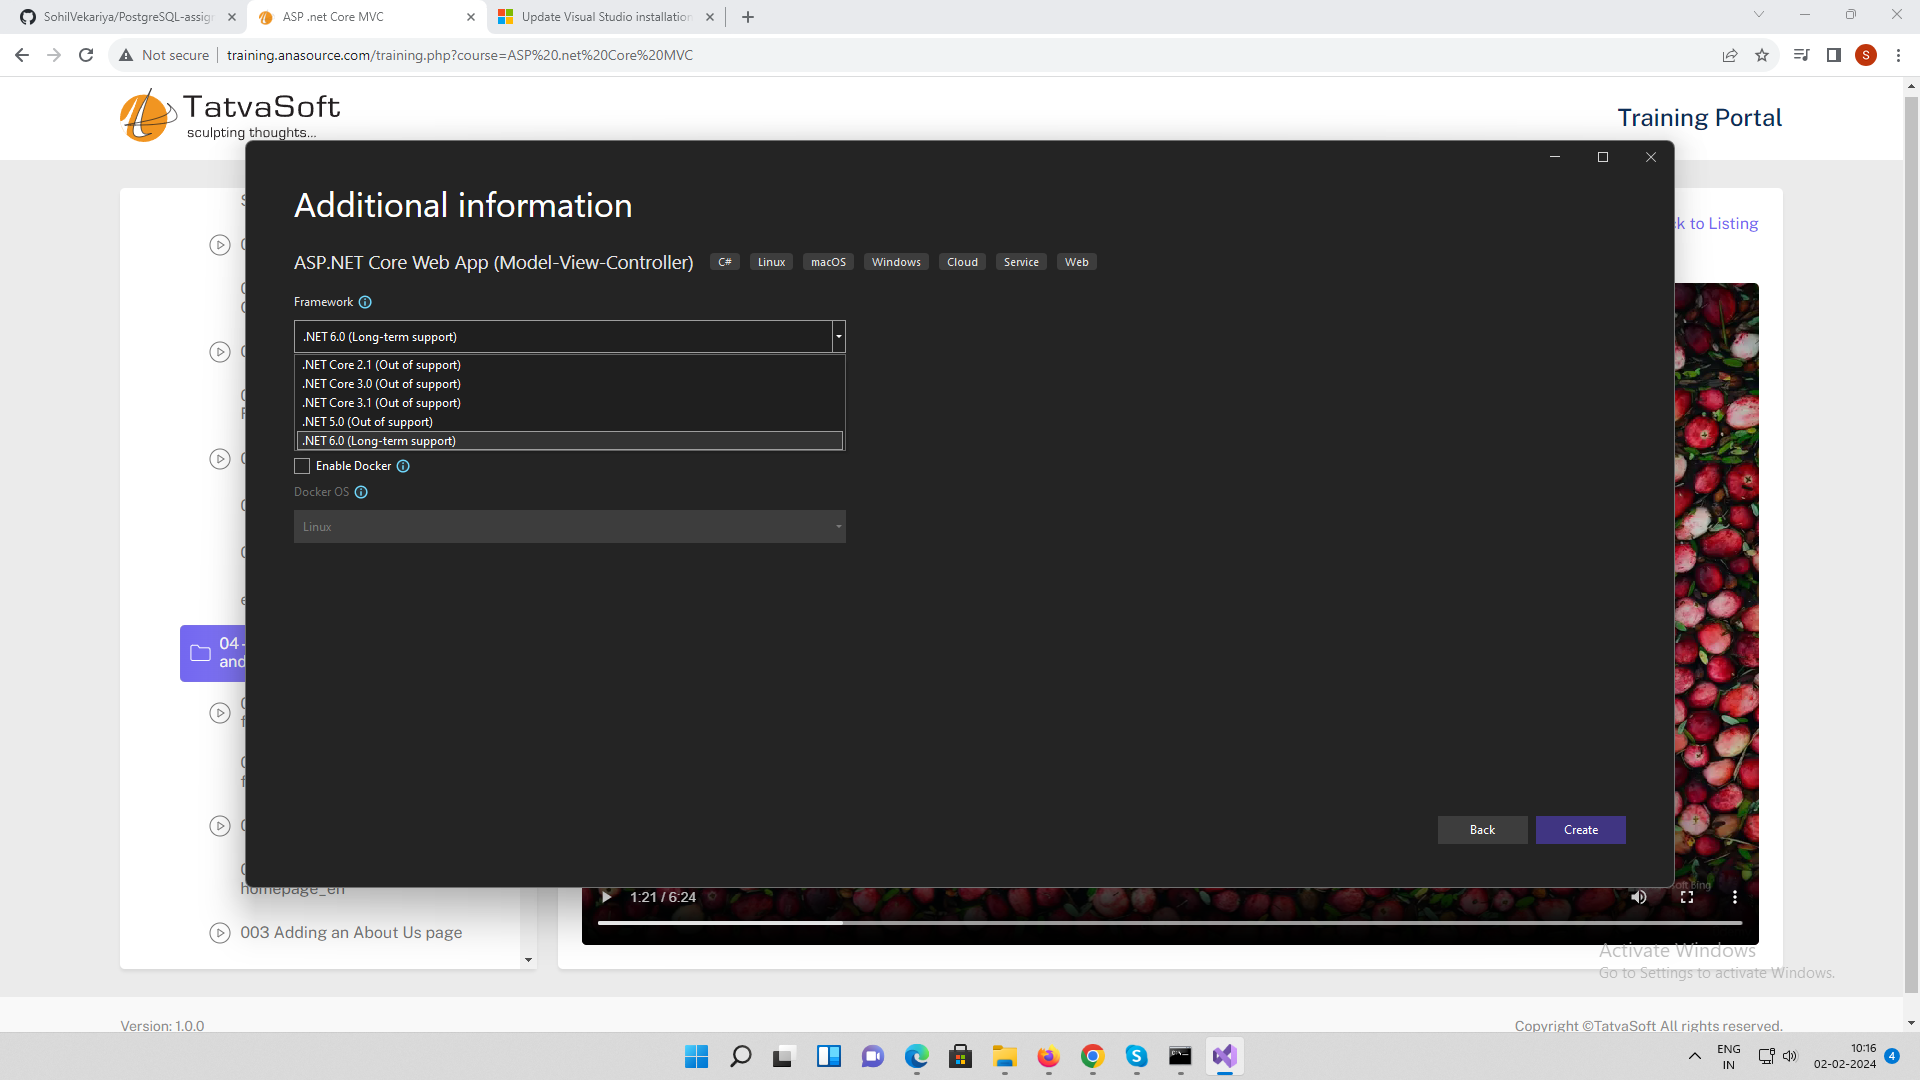 SohilVekariya/PostgreSQL-assig
ASP .net Core MVC
Update Visual Studio installation
Not secure
training.anasource.com/training.php?course=ASP%20.net%20Core%20MVC
S
TatvaSoft
sculpting thoughts...
Training Portal
k to Listing
Additional information
ASP.NET Core Web App (Model-View-Controller)
C#
Linux
macOS
Windows
Cloud
Service
Web
Framework
.NET 6.0 (Long-term support)
.NET Core 2.1 (Out of support)
.NET Core 3.0 (Out of support)
.NET Core 3.1 (Out of support)
.NET 5.0 (Out of support)
.NET 6.0 (Long-term support)
Enable Docker
Docker OS
Linux
Back
Create
04-
and
homepage_en
003 Adding an About Us page
1:21 / 6:24
soft Bing
Activate Windows
Go to Settings to activate Windows.
Version: 1.0.0
Copyright ©TatvaSoft All rights reserved.
ENG
IN
10:16
02-02-2024
4